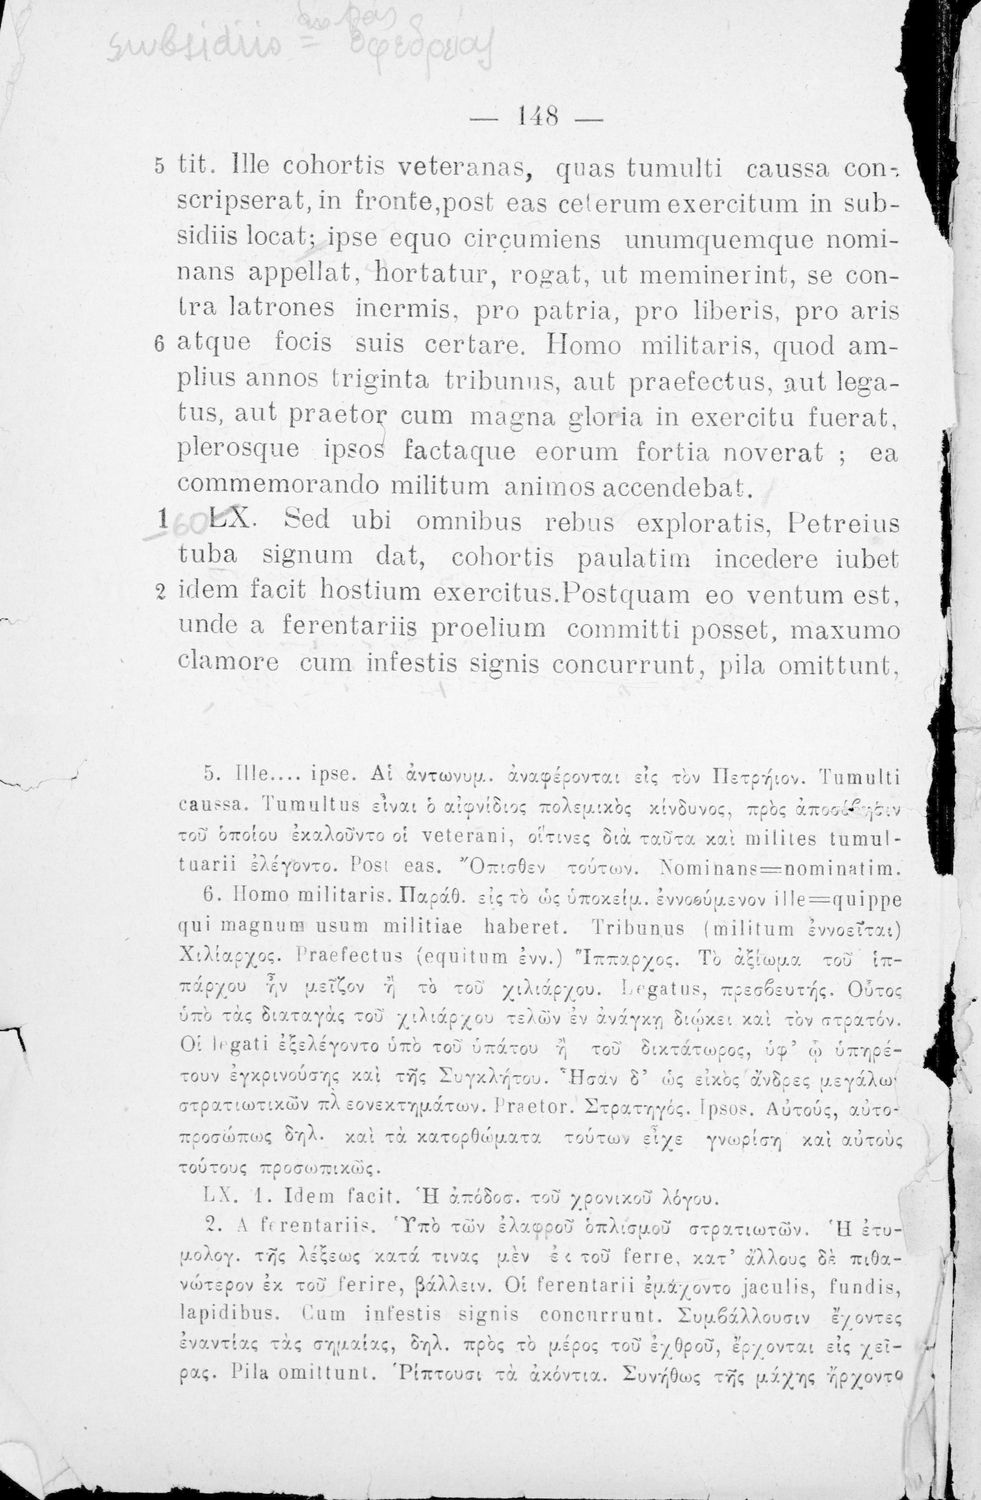 subsidiis = ἐφεδρείας
— 148 —
5 tit. Ille cohortis veteranas, quas tumulti caussa con-
scripserat, in fronte, post eas ceterum exercitum in sub-
sidiis locat; ipse equo circumiens unumquemque nomi-
nans appellat, hortatur, rogat, ut meminerint, se con-
tra latrones inermis, pro patria, pro liberis, pro aris
6 atque focis suis certare. Homo militaris, quod am-
plius annos triginta tribunus, aut praefectus, aut lega-
tus, aut praetor cum magna gloria in exercitu fuerat,
plerosque ipsos factaque eorum fortia noverat ; ea
commemorando militum animos accendebat.
1 60 LX. Sed ubi omnibus rebus exploratis, Petreius
tuba signum dat, cohortis paulatim incedere iubet
2 idem facit hostium exercitus. Postquam eo ventum est,
unde a ferentariis proelium committi posset, maxumo
clamore cum infestis signis concurrunt, pila omittunt,
5. Ille.... ipse. Αἱ ἀντωνυμ. ἀναφέρονται εἰς τὸν Πετρήιον. Tumulti
caussa. Tumultus εἶναι ὁ αἰφνίδιος πολεμικὸς κίνδυνος, πρὸς ἀποσόβησιν
τοῦ ὁποίου ἐκαλοῦντο οἱ veterani, οἵτινες διὰ ταῦτα καὶ milites tumul-
tuarii ἐλέγοντο. Post eas. Ὄπισθεν τούτων. Nominans=nominatim.
6. Homo militaris. Παράθ. εἰς τὸ ὡς ὑποκείμ. ἐννοούμενον ille=quippe
qui magnum usum militiae haberet. Tribunus (militum ἐννοεῖται)
Χιλίαρχος. Praefectus (equitum ἐνν.) Ἵππαρχος. Τὸ ἀξίωμα τοῦ ἱπ-
πάρχου ἦν μεῖζον ἢ τὸ τοῦ χιλιάρχου. Legatus, πρεσβευτής. Οὗτος
ὑπὸ τὰς διαταγὰς τοῦ χιλιάρχου τελῶν ἐν ἀνάγκῃ διῴκει καὶ τὸν στρατόν.
Οἱ legati ἐξελέγοντο ὑπὸ τοῦ ὑπάτου ἢ τοῦ δικτάτωρος, ὑφ' ᾧ ὑπηρέ-
τουν ἐγκρινούσης καὶ τῆς Συγκλήτου. Ἦσαν δ' ὡς εἰκὸς ἄνδρες μεγάλων
στρατιωτικῶν πλεονεκτημάτων. Praetor. Στρατηγός. Ipsos. Αὐτούς, αὐτο-
προσώπως δηλ. καὶ τὰ κατορθώματα τούτων εἶχε γνωρίσῃ καὶ αὐτοὺς
τούτους προσωπικῶς.
LX. 1. Idem facit. Ἡ ἀπόδοσ. τοῦ χρονικοῦ λόγου.
2. A ferentariis. Ὑπὸ τῶν ἐλαφροῦ ὁπλισμοῦ στρατιωτῶν. Ἡ ἐτυ-
μολογ. τῆς λέξεως κατά τινας μὲν ἐκ τοῦ ferre, κατ' ἄλλους δὲ πιθα-
νώτερον ἐκ τοῦ ferire, βάλλειν. Οἱ ferentarii ἐμάχοντο jaculis, fundis,
lapidibus. Cum infestis signis concurrunt. Συμβάλλουσιν ἔχοντες
ἐναντίας τὰς σημαίας, δηλ. πρὸς τὸ μέρος τοῦ ἐχθροῦ, ἔρχονται εἰς χεῖ-
ρας. Pila omittunt. Ῥίπτουσι τὰ ἀκόντια. Συνήθως τῆς μάχης ἤρχοντο